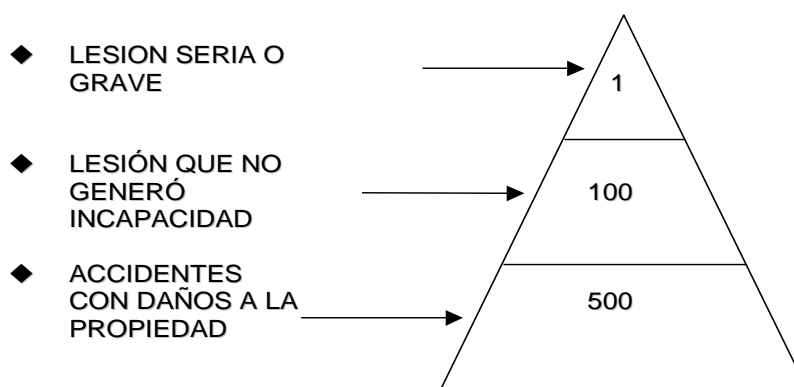 LESION SERIA O
GRAVE
1
LESIÓN QUE NO
GENERÓ
INCAPACIDAD
100
ACCIDENTES
CON DAÑOS A LA
PROPIEDAD
500